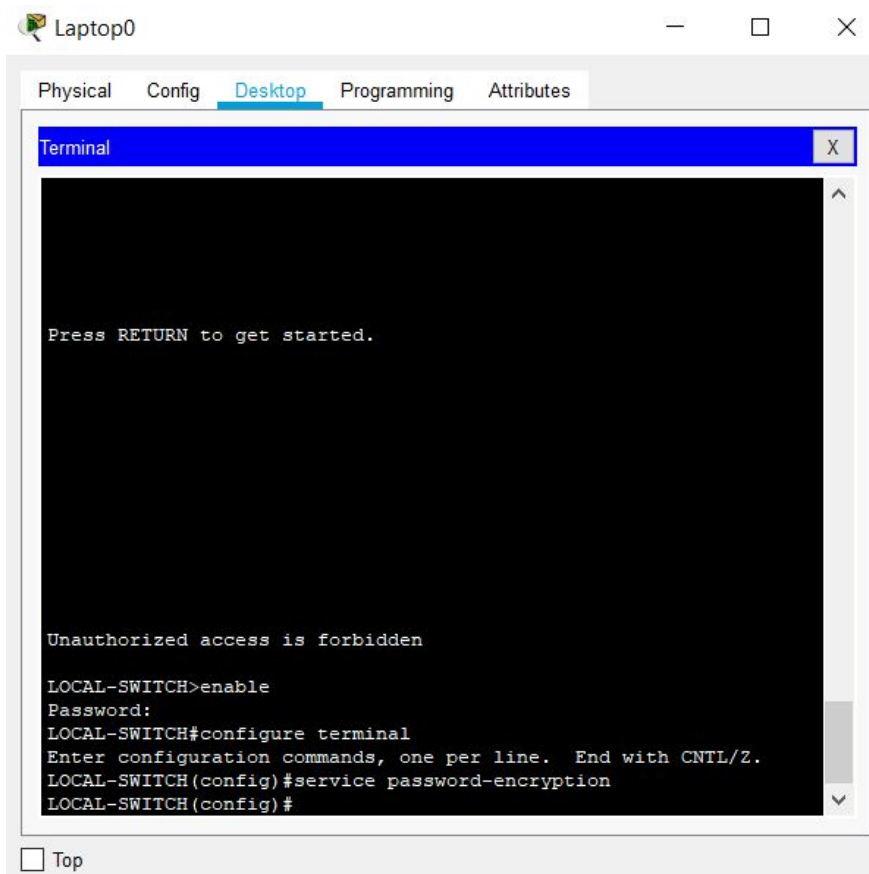 Laptop0
Physical Config Desktop Programming Attributes
Terminal
X
Press RETURN to get started.
Unauthorized access is forbidden
LOCAL-SWITCH>enable
Password:
LOCAL-SWITCH#configure terminal
Enter configuration commands, one per line.  End with CNTL/Z.
LOCAL-SWITCH(config)#service password-encryption
LOCAL-SWITCH(config)#
Top